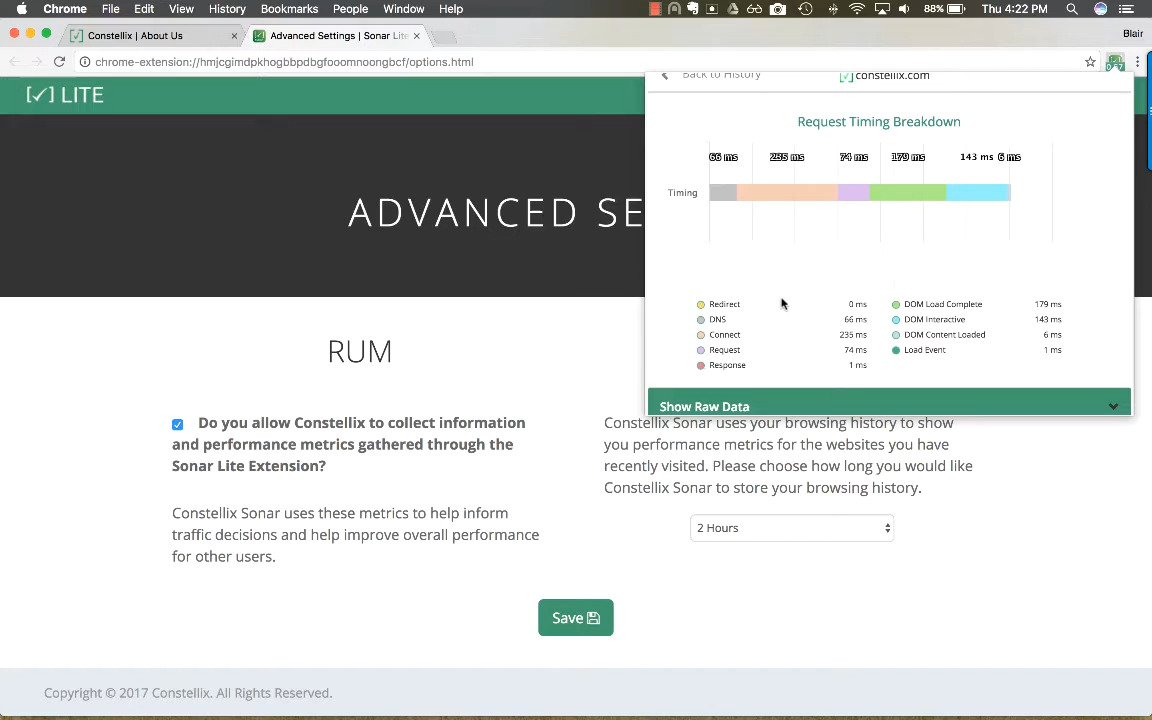 Chrome File Edit View History Bookmarks People Window Help 88% Thu 4:22 PM
Constellix | About Us × Advanced Settings | Sonar Lite × Blair
chrome-extension://hmjcgimdpkhogbbpdbgfooomnoongbcf/options.html 0.57
LITE
ADVANCED SE
Back to History constellix.com
Request Timing Breakdown
66 ms 235 ms 74 ms 179 ms 143 ms 6 ms
Timing
Redirect 0 ms DOM Load Complete 179 ms
DNS 66 ms DOM Interactive 143 ms
Connect 235 ms DOM Content Loaded 6 ms
Request 74 ms Load Event 1 ms
Response 1 ms
Show Raw Data
RUM
Do you allow Constellix to collect information
and performance metrics gathered through the
Sonar Lite Extension?
Constellix Sonar uses these metrics to help inform
traffic decisions and help improve overall performance
for other users.
Constellix Sonar uses your browsing history to show
you performance metrics for the websites you have
recently visited. Please choose how long you would like
Constellix Sonar to store your browsing history.
2 Hours
Save
Copyright © 2017 Constellix. All Rights Reserved.